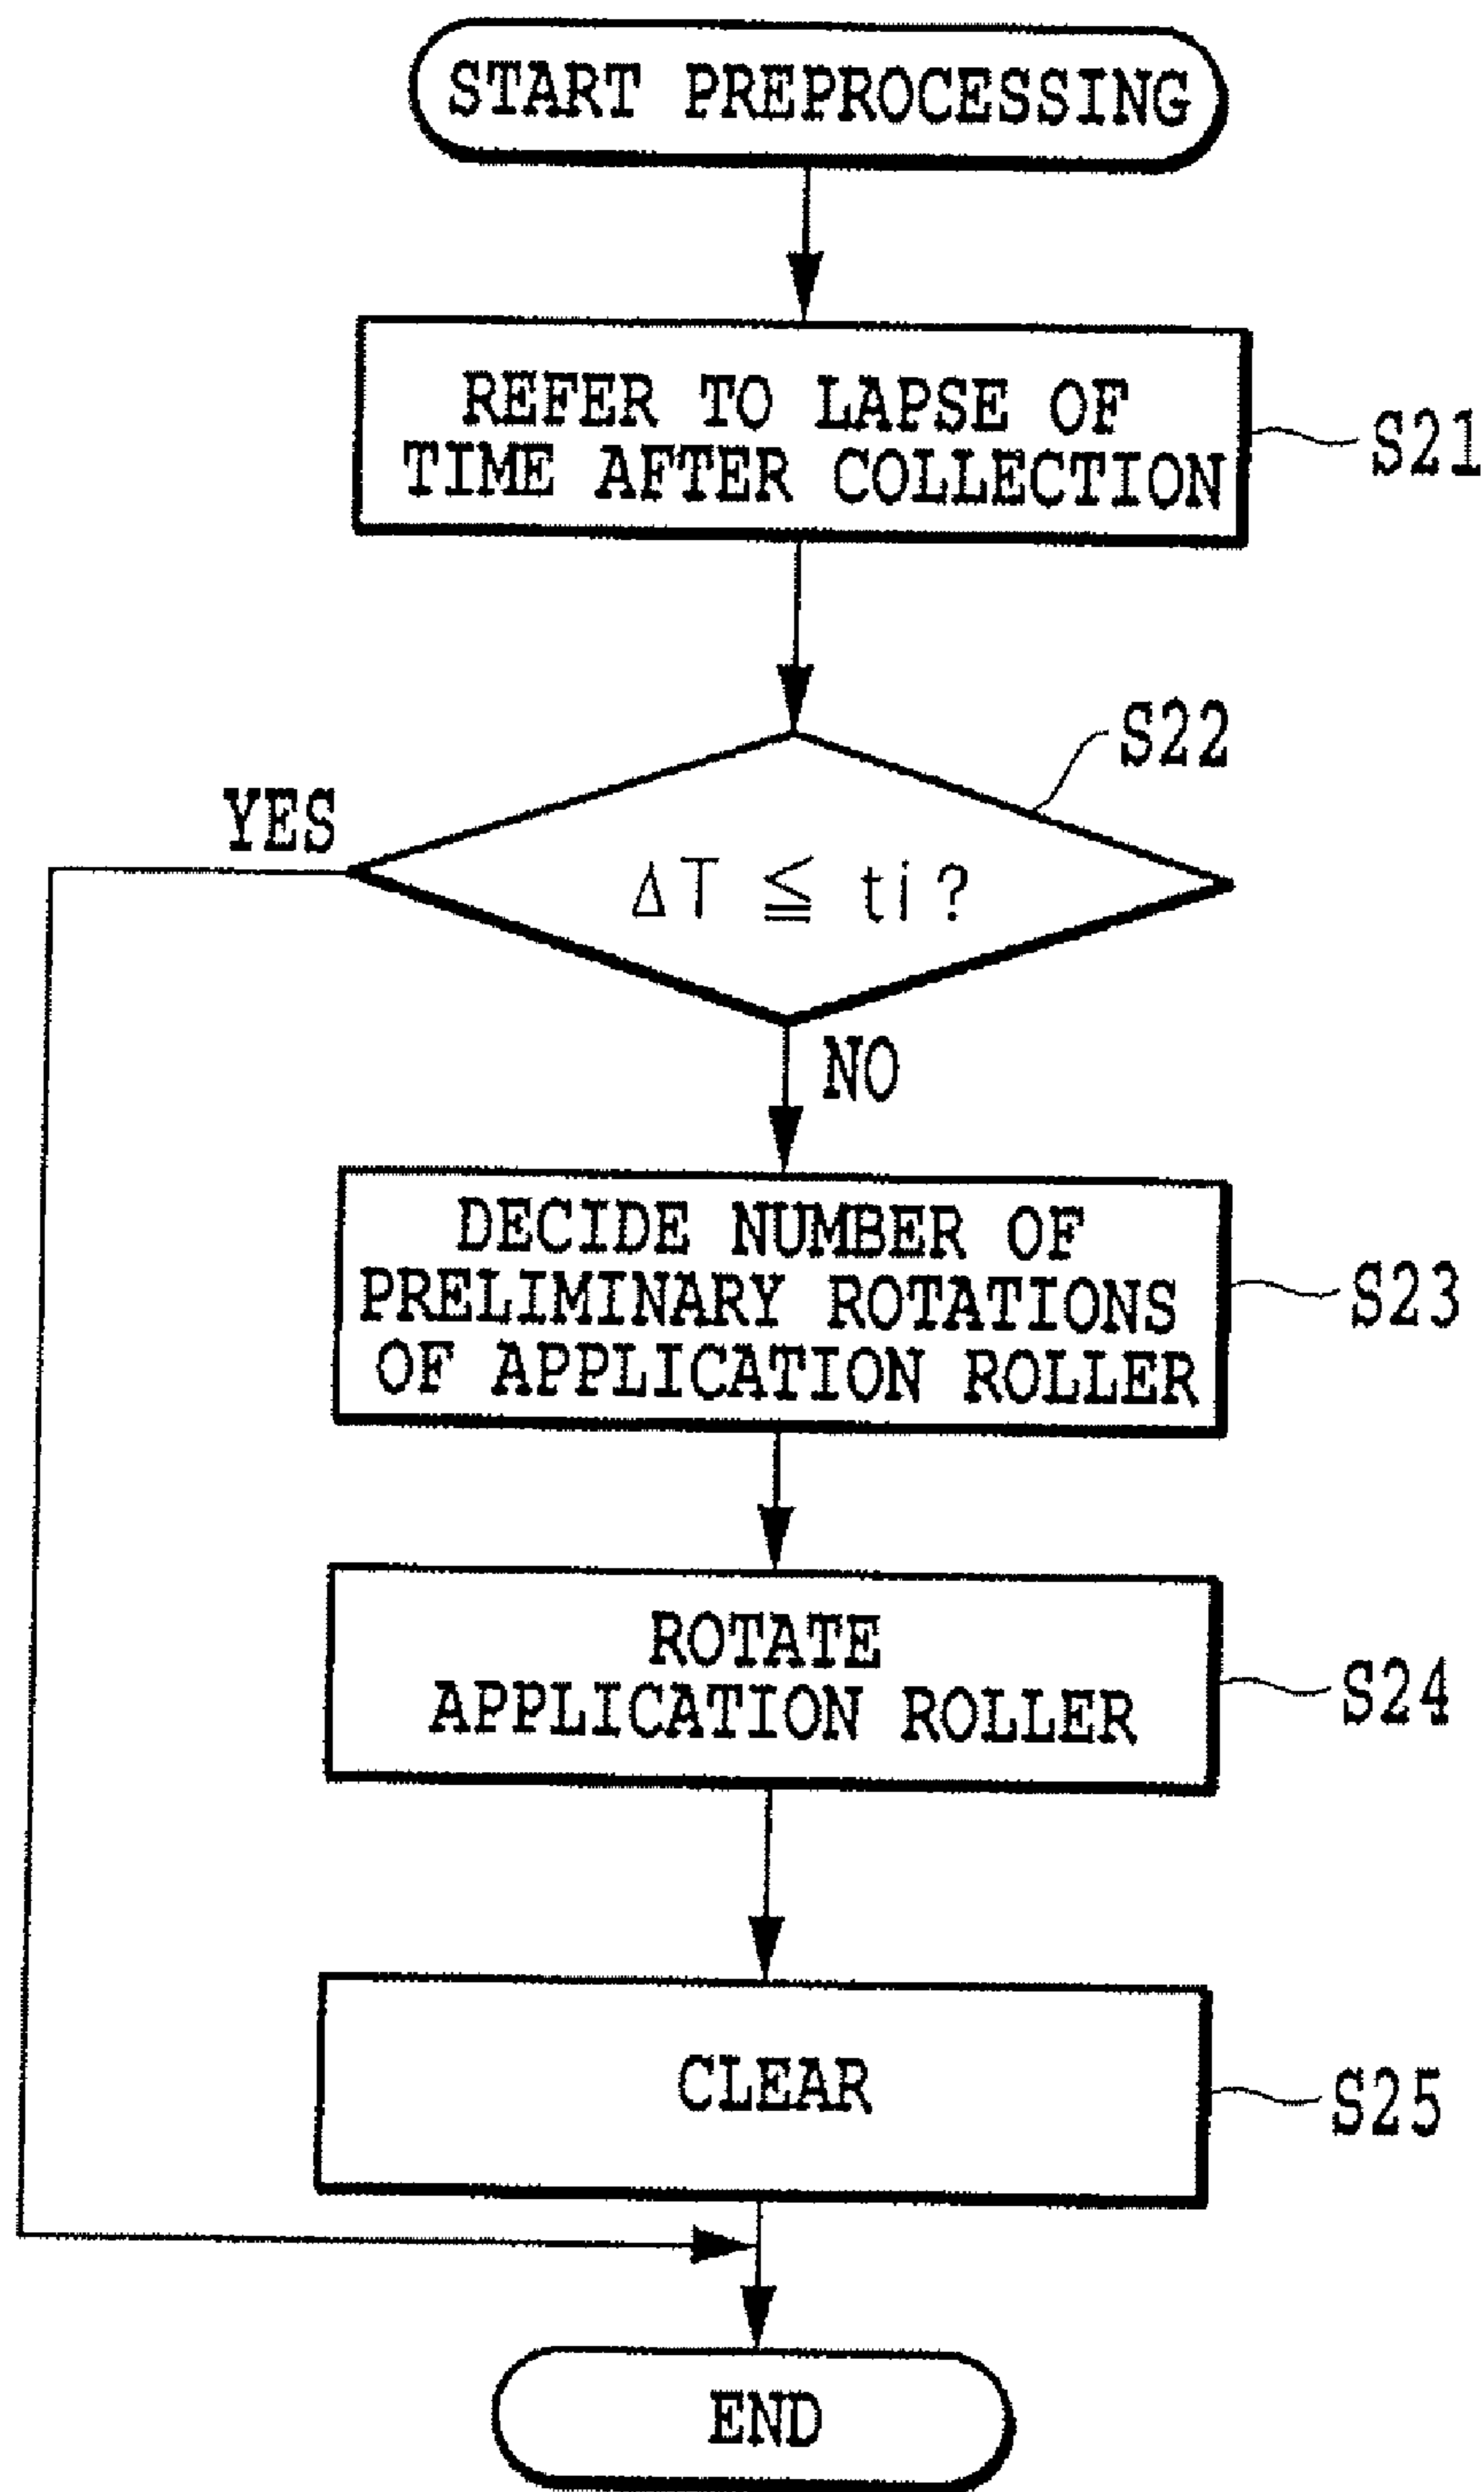 START PREPROCESSING
REFER TO LAPSE OF
TIME AFTER COLLECTION
S21
S22
YES
ΔT ≦ ti?
NO
DECIDE NUMBER OF
PRELIMINARY ROTATIONS
OF APPLICATION ROLLER
S23
ROTATE
APPLICATION ROLLER
S24
CLEAR
S25
END